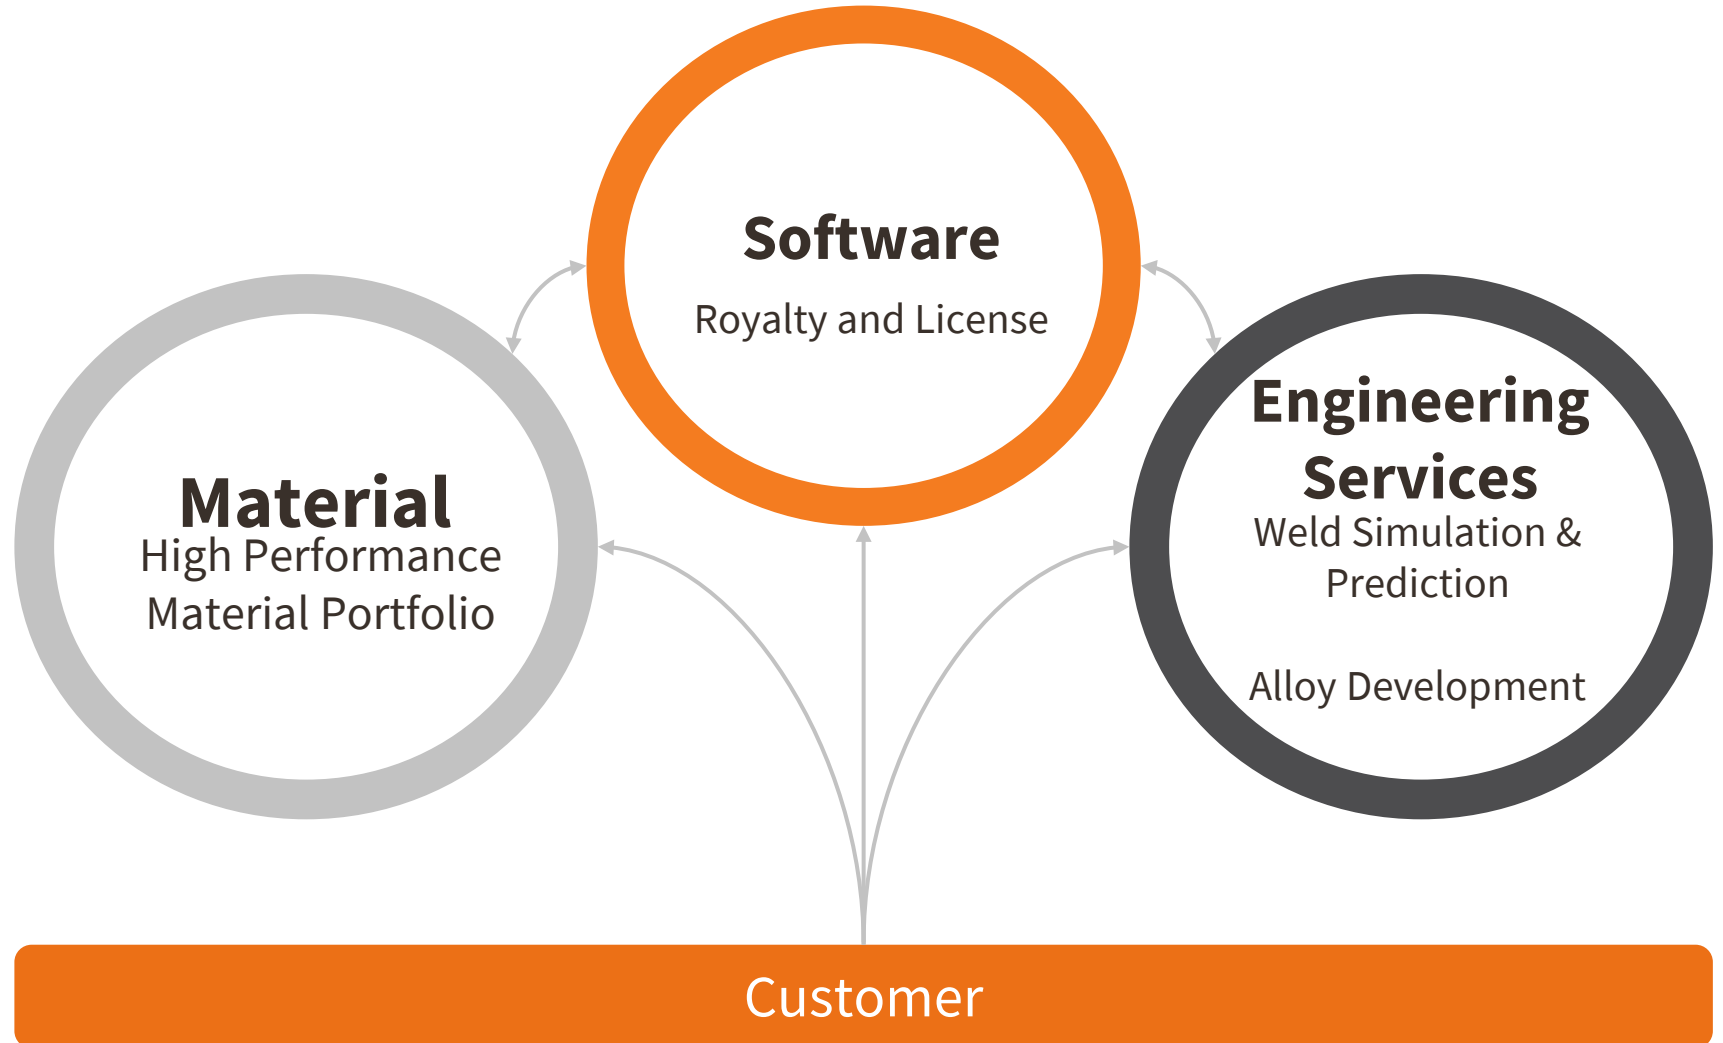 Software
Royalty and License
Material
High Performance
Material Portfolio
Engineering
Services
Weld Simulation &
Prediction
Alloy Development
Customer